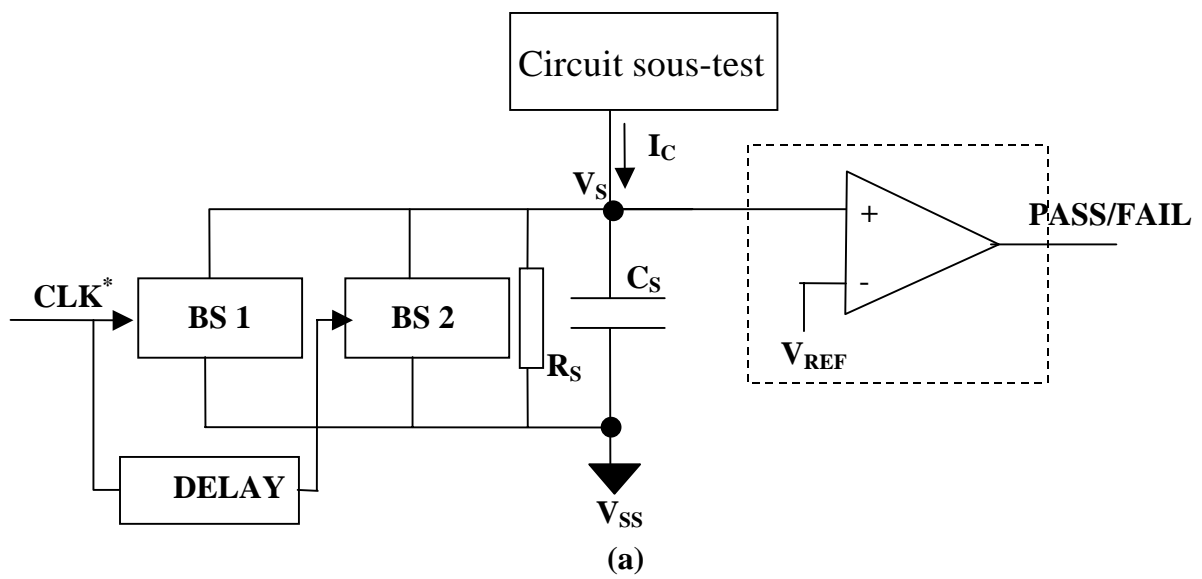 Circuit sous-test
I_C
V_S
PASS/FAIL
+
C_S
CLK*
BS 1
BS 2
-
V_REF
R_S
DELAY
V_SS
(a)